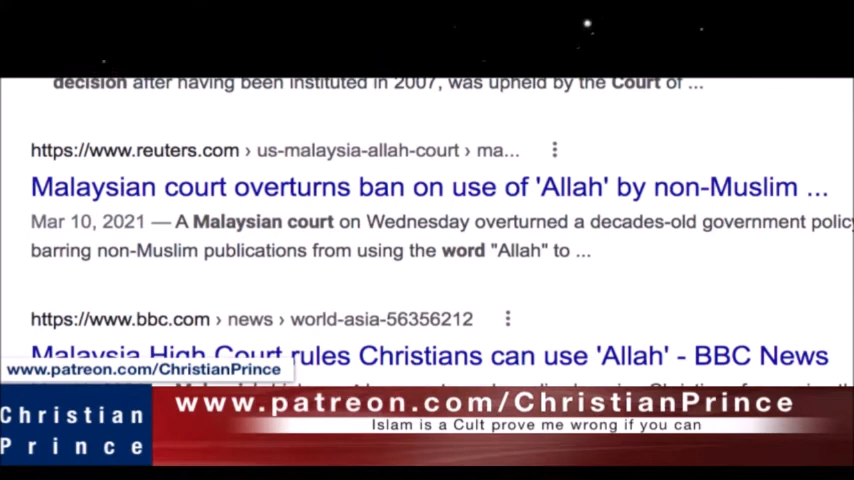 decision after having been instituted in 2007, was upheld by the Court of ...
https://www.reuters.com › us-malaysia-allah-court › ma...
Malaysian court overturns ban on use of 'Allah' by non-Muslim ...
Mar 10, 2021 — A Malaysian court on Wednesday overturned a decades-old government policy
barring non-Muslim publications from using the word "Allah" to ...
https://www.bbc.com › news › world-asia-56356212
Malaysia High Court rules Christians can use 'Allah' - BBC News
www.patreon.com/ChristianPrince
Christian
Prince
www.patreon.com/ChristianPrince
Islam is a Cult prove me wrong if you can